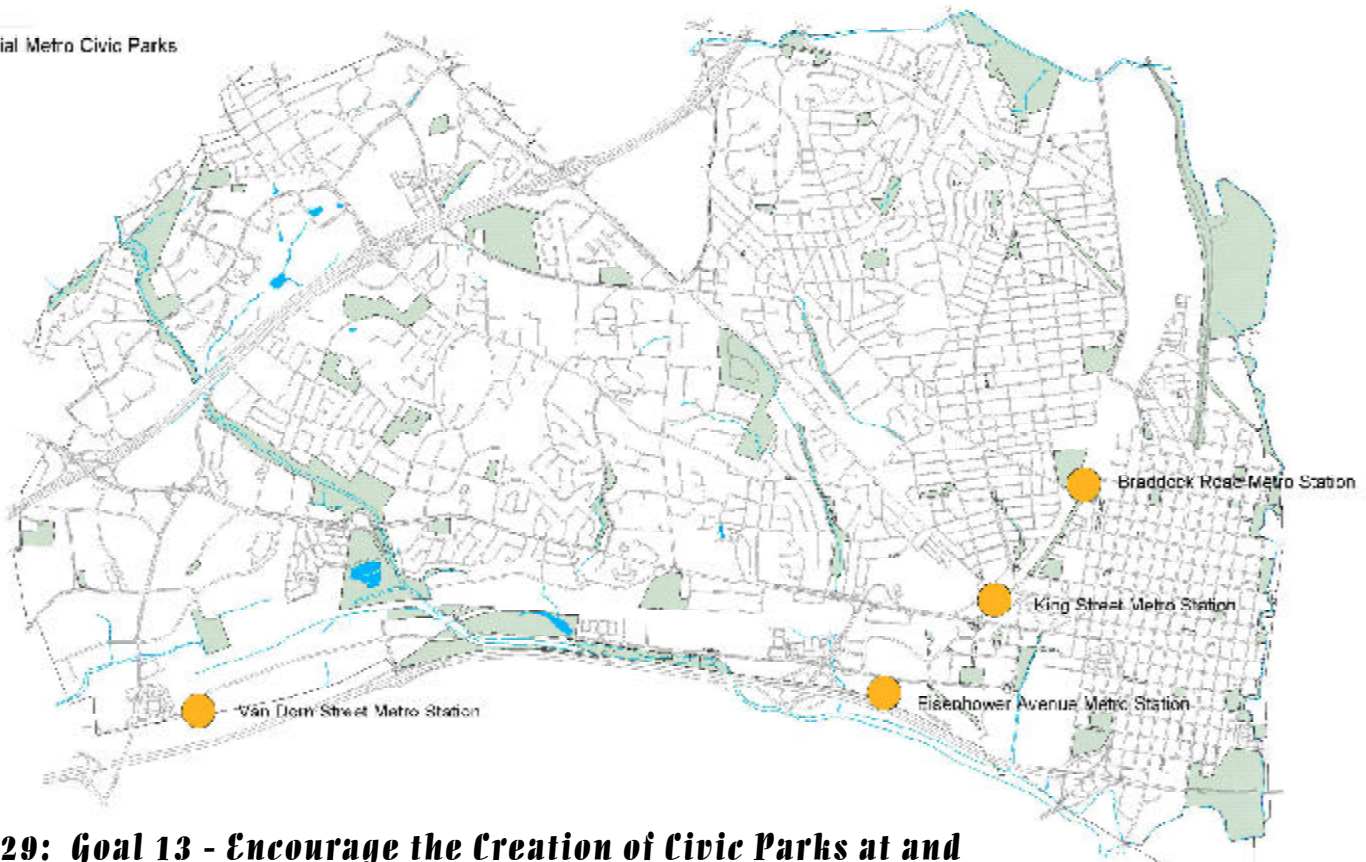 ial Metro Civic Parks
Braddock Road Metro Station
King Street Metro Station
Eisenhower Avenue Metro Station
Van Dorn Street Metro Station
29: Goal 13 - Encourage the Creation of Civic Parks at and